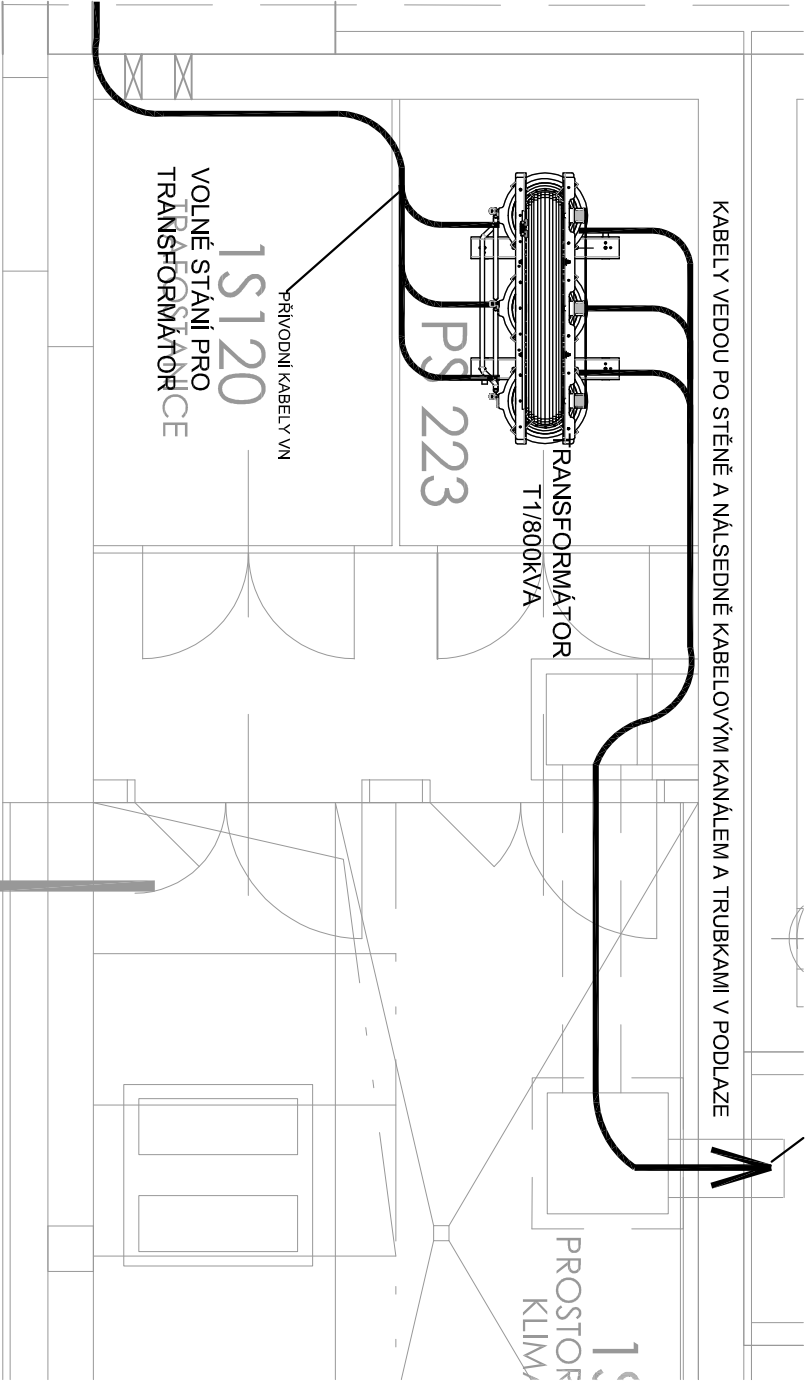 KABELY VEDOU PO STĚNĚ A NÁLSEDNĚ KABELOVÝM KANÁLEM A TRUBKAMI V PODLAZE
TRANSFORMÁTOR
T1/800kVA
PS 223
PŘÍVODNÍ KABELY VN
1S120
TRAFOSTANICE
VOLNÉ STÁNÍ PRO
TRANSFORMÁTOR
PROSTOR